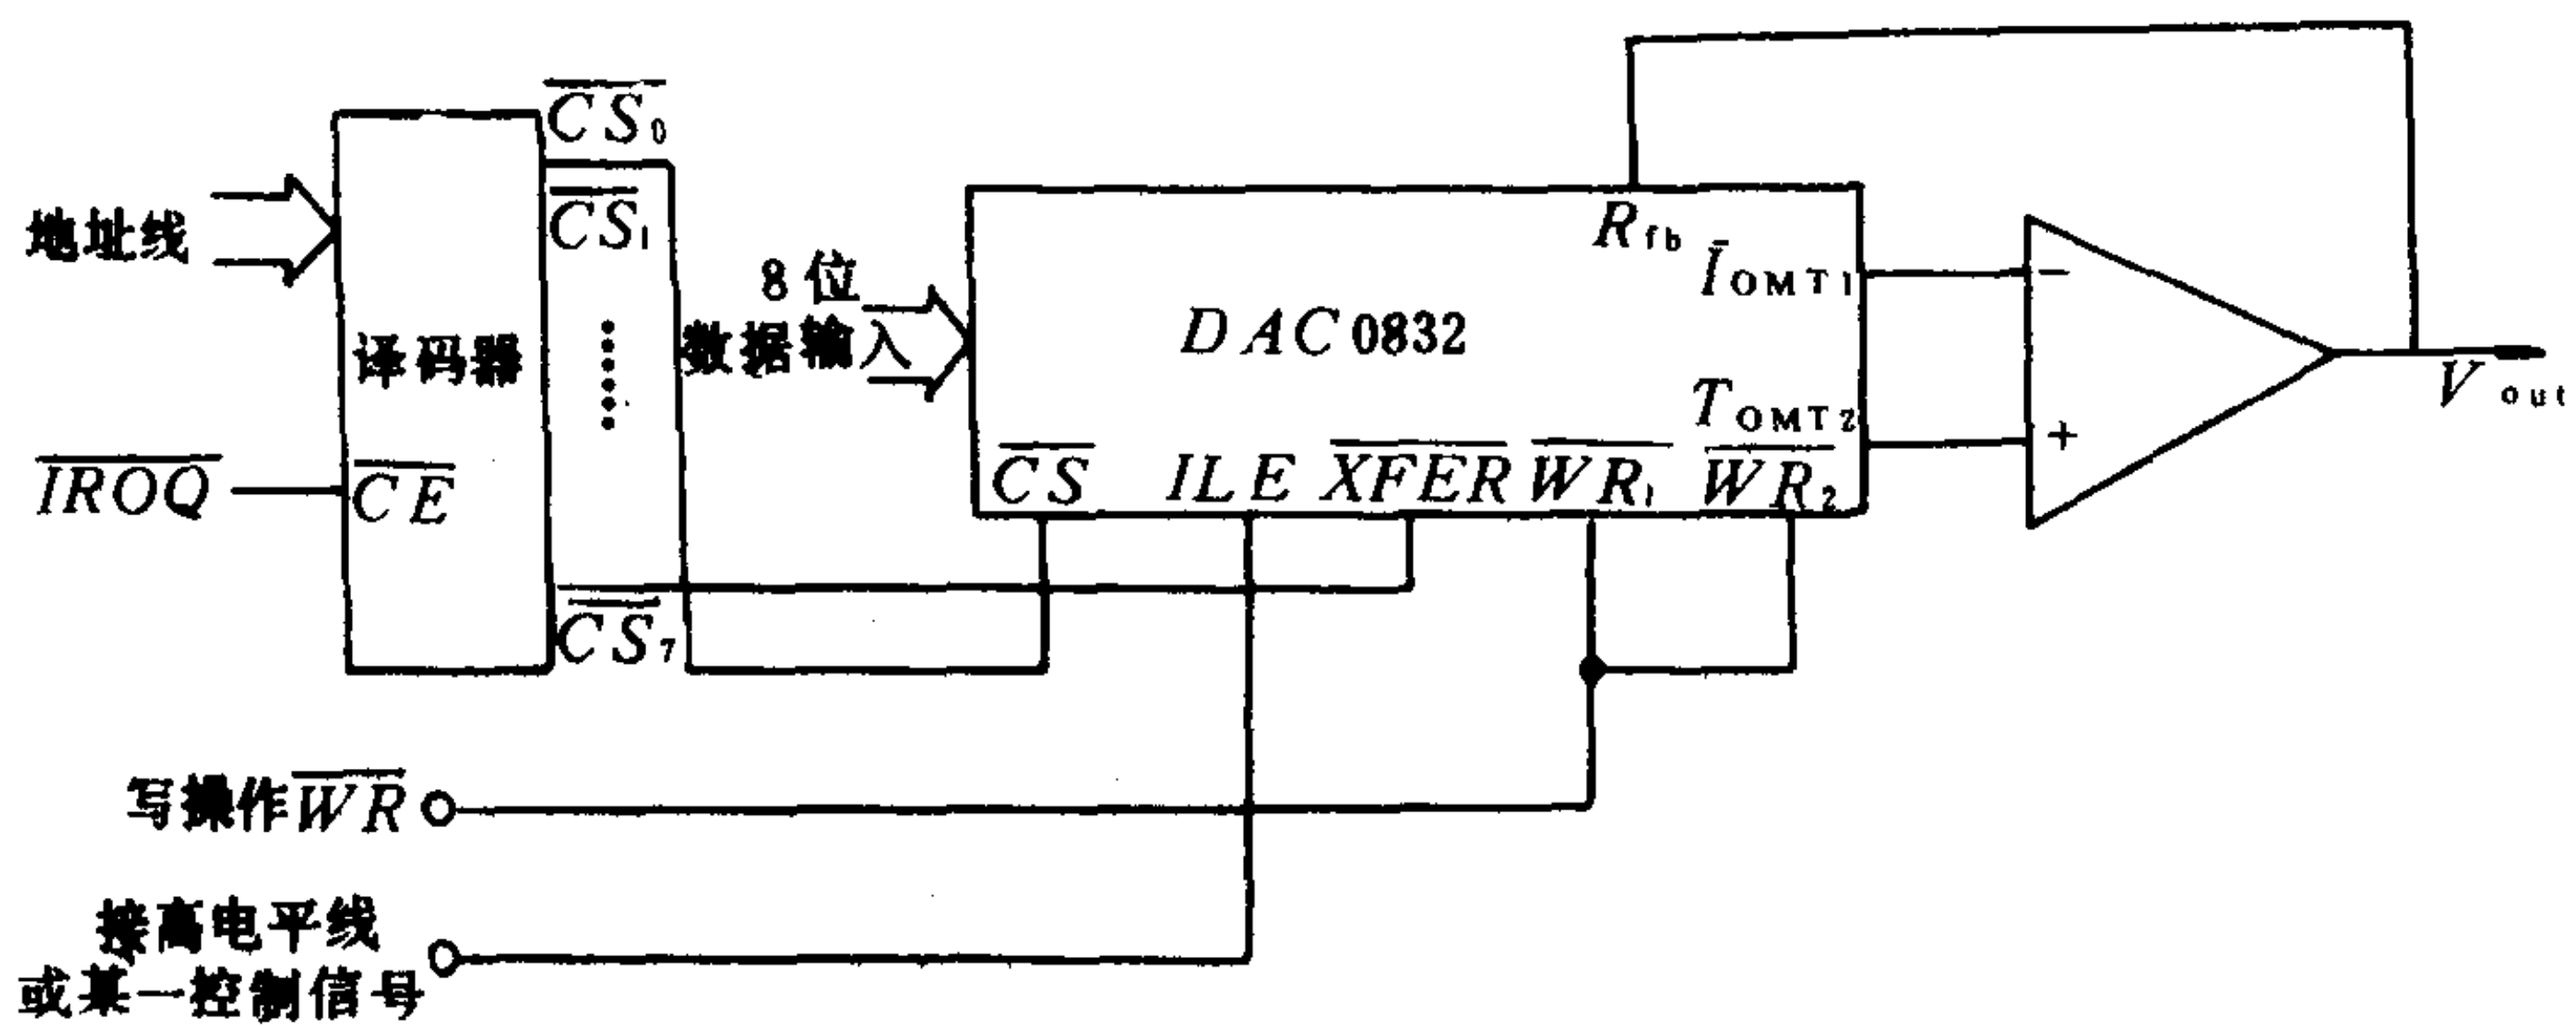 地址线
译码器
IROQ
CE
CS0
CS1
CS7
8位
数据输入
DAC0832
Rfb
IOMT1
TOMT2
CS ILE XFER WR1 WR2
−
+
Vout
写操作WR
接高电平线
或某一控制信号